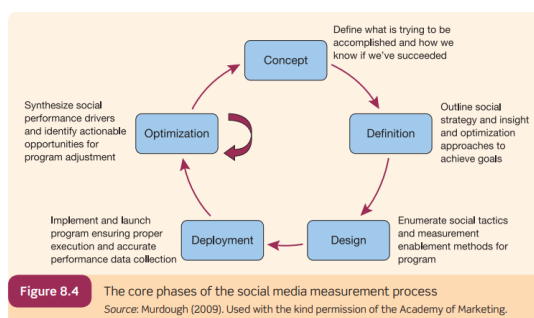 Define what is trying to be
accomplished and how we
know if we've succeeded
Concept
Synthesize social
performance drivers
and identify actionable
opportunities for
program adjustment
Optimization
Definition
Outline social
strategy and insight
and optimization
approaches to
achieve goals
Implement and launch
program ensuring proper
execution and accurate
performance data collection
Deployment
Design
Enumerate social tactics
and measurement
enablement methods for
program
Figure 8.4 The core phases of the social media measurement process
Source: Murdough (2009). Used with the kind permission of the Academy of Marketing.